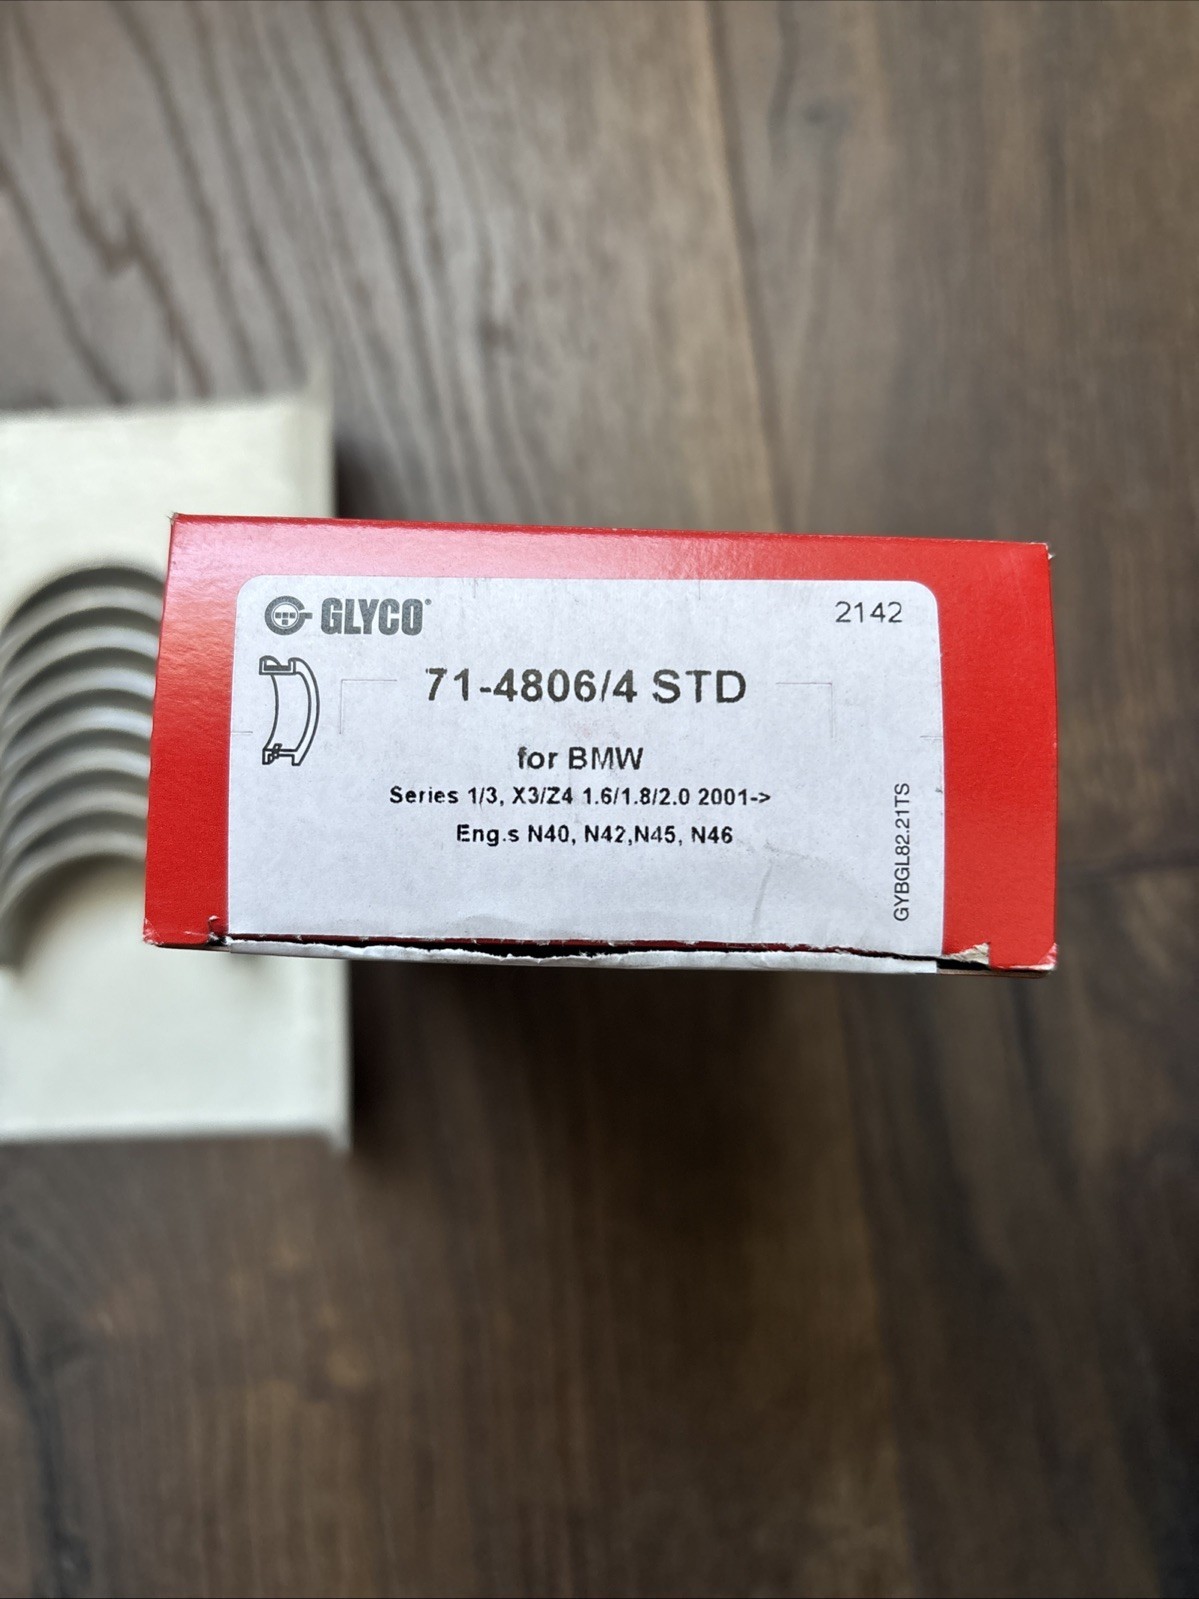 GLYCO®
2142
71-4806/4 STD
for BMW
Series 1/3, X3/Z4 1.6/1.8/2.0 2001->
Eng.s N40, N42,N45, N46
GYBGL82.21TS